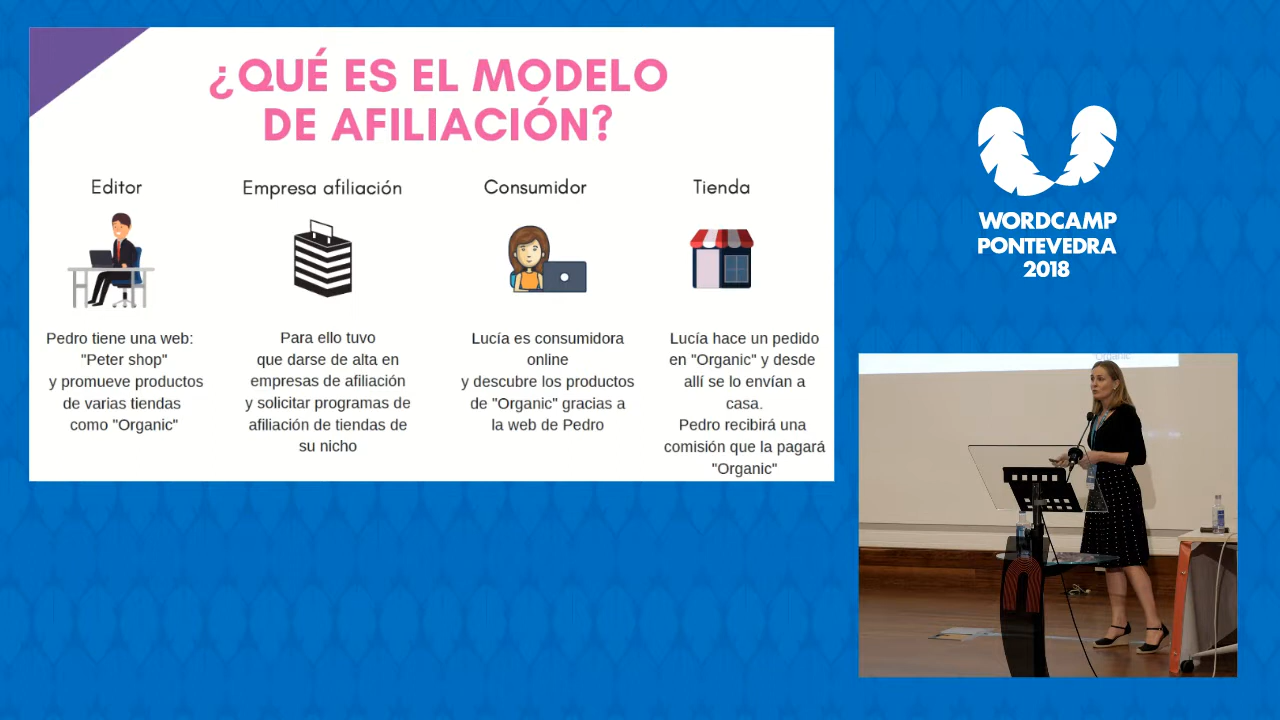 ¿QUÉ ES EL MODELO
DE AFILIACIÓN?
Editor
Pedro tiene una web:
"Peter shop"
y promueve productos
de varias tiendas
como "Organic"
Empresa afiliación
Para ello tuvo
que darse de alta en
empresas de afiliación
y solicitar programas de
afiliación de tiendas de
su nicho
Consumidor
Lucía es consumidora
online
y descubre los productos
de "Organic" gracias a
la web de Pedro
Tienda
Lucía hace un pedido
en "Organic" y desde
allí se lo envían a
casa.
Pedro recibirá una
comisión que la pagará
"Organic"
WORDCAMP
PONTEVEDRA
2018
Organic